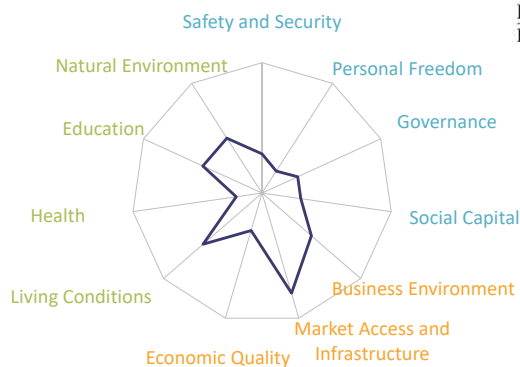 Safety and Security
Natural Environment
Personal Freedom
Education
Governance
Health
Social Capital
Living Conditions
Business Environment
Market Access and
Infrastructure
Economic Quality